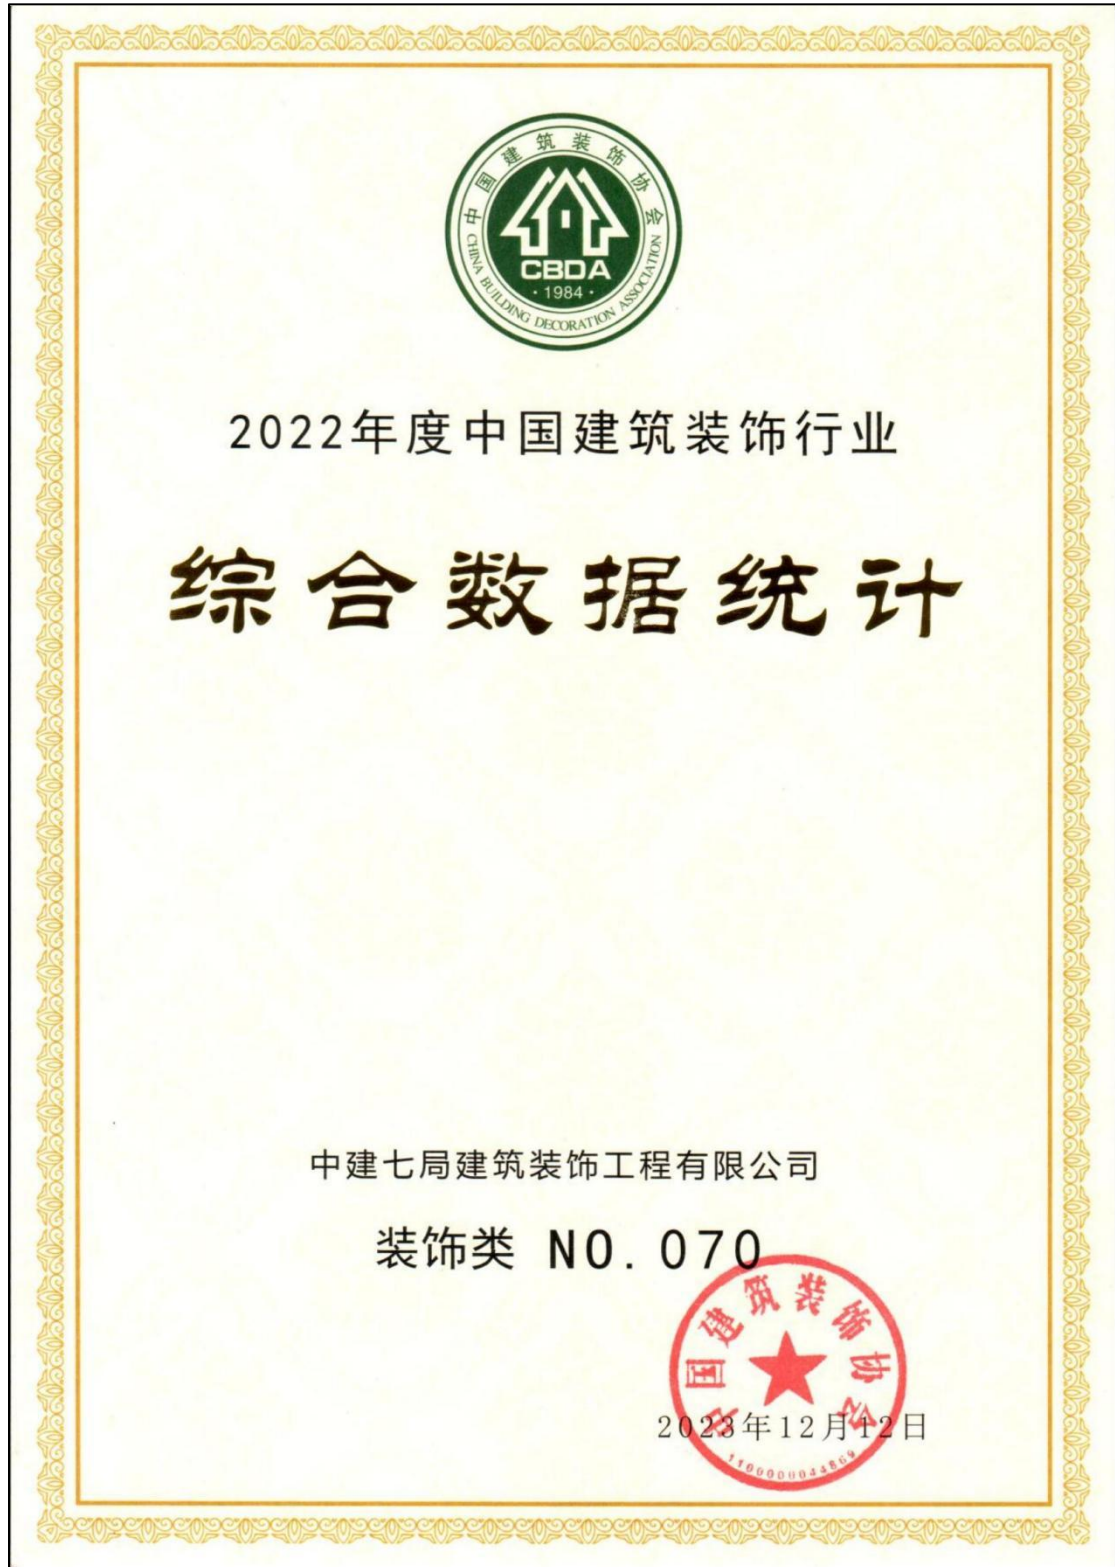 中国建筑装饰协会
CBDA
·1984·
CHINA BUILDING DECORATION ASSOCIATION
2022年度中国建筑装饰行业
综合数据统计
中建七局建筑装饰工程有限公司
装饰类 NO.070
中国建筑装饰协会
2023年12月12日
1100000044869